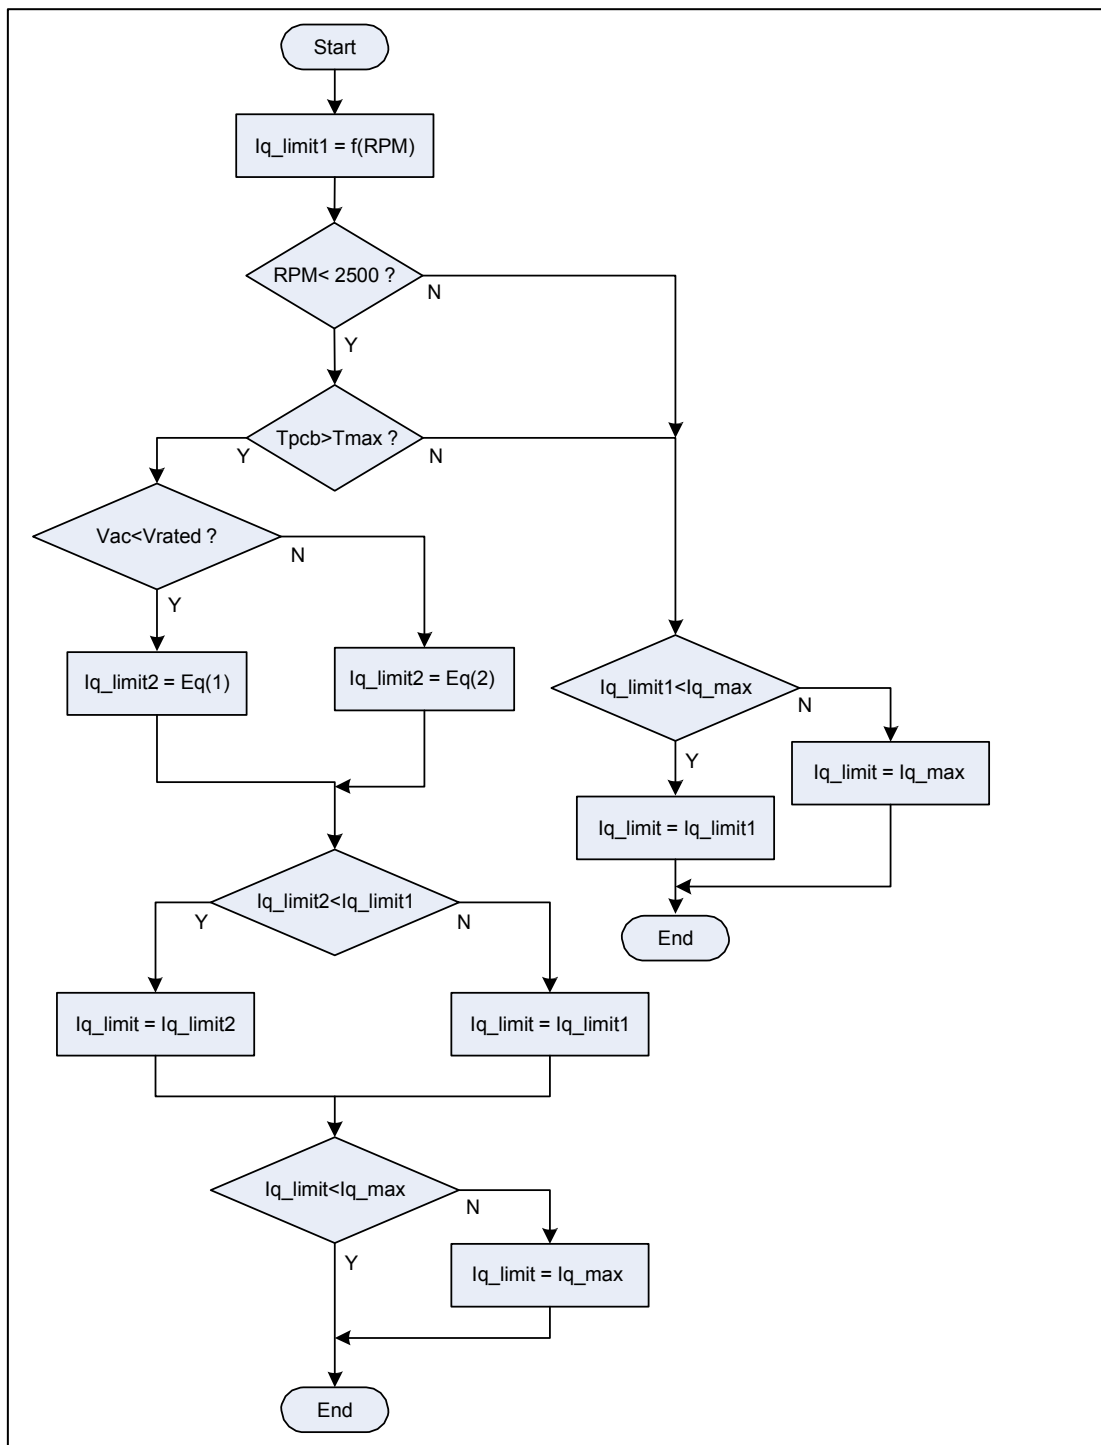 Start
Iq_limit1 = f(RPM)
RPM< 2500 ?
N
Y
Tpcb>Tmax ?
Y
N
Vac<Vrated ?
N
Y
Iq_limit2 = Eq(1)
Iq_limit2 = Eq(2)
Iq_limit1<Iq_max
N
Y
Iq_limit = Iq_max
Iq_limit = Iq_limit1
Iq_limit2<Iq_limit1
Y
N
End
Iq_limit = Iq_limit2
Iq_limit = Iq_limit1
Iq_limit<Iq_max
N
Y
Iq_limit = Iq_max
End